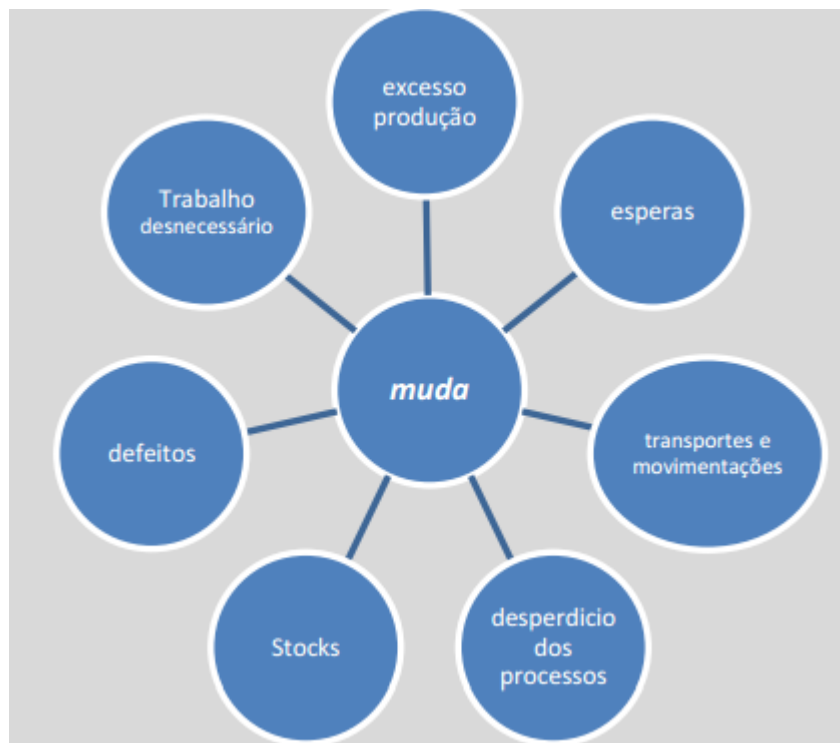 excesso
produção
esperas
transportes e
movimentações
desperdicio
dos
processos
Stocks
defeitos
Trabalho
desnecessário
muda